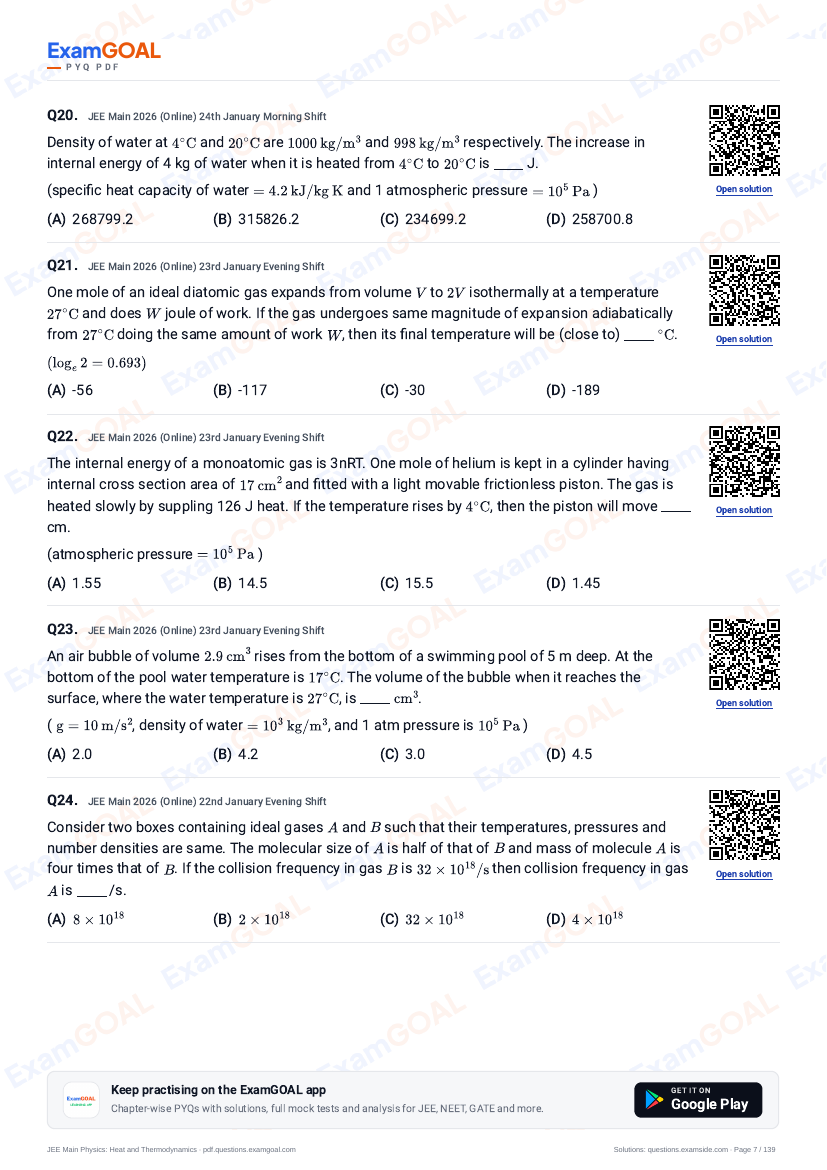 ExamGOAL
PYQ PDF
Q20. JEE Main 2026 (Online) 24th January Morning Shift
Density of water at 4°C and 20°C are 1000 kg/m³ and 998 kg/m³ respectively. The increase in
internal energy of 4 kg of water when it is heated from 4°C to 20°C is ____ J.
(specific heat capacity of water = 4.2 kJ/kg K and 1 atmospheric pressure = 10⁵ Pa )
(A) 268799.2 (B) 315826.2 (C) 234699.2 (D) 258700.8
Open solution
Q21. JEE Main 2026 (Online) 23rd January Evening Shift
One mole of an ideal diatomic gas expands from volume V to 2V isothermally at a temperature
27°C and does W joule of work. If the gas undergoes same magnitude of expansion adiabatically
from 27°C doing the same amount of work W, then its final temperature will be (close to) ____ °C.
(logₑ 2 = 0.693)
(A) -56 (B) -117 (C) -30 (D) -189
Open solution
Q22. JEE Main 2026 (Online) 23rd January Evening Shift
The internal energy of a monoatomic gas is 3nRT. One mole of helium is kept in a cylinder having
internal cross section area of 17 cm² and fitted with a light movable frictionless piston. The gas is
heated slowly by suppling 126 J heat. If the temperature rises by 4°C, then the piston will move ____
cm.
(atmospheric pressure = 10⁵ Pa )
(A) 1.55 (B) 14.5 (C) 15.5 (D) 1.45
Open solution
Q23. JEE Main 2026 (Online) 23rd January Evening Shift
An air bubble of volume 2.9 cm³ rises from the bottom of a swimming pool of 5 m deep. At the
bottom of the pool water temperature is 17°C. The volume of the bubble when it reaches the
surface, where the water temperature is 27°C, is ____ cm³.
( g = 10 m/s², density of water = 10³ kg/m³, and 1 atm pressure is 10⁵ Pa )
(A) 2.0 (B) 4.2 (C) 3.0 (D) 4.5
Open solution
Q24. JEE Main 2026 (Online) 22nd January Evening Shift
Consider two boxes containing ideal gases A and B such that their temperatures, pressures and
number densities are same. The molecular size of A is half of that of B and mass of molecule A is
four times that of B. If the collision frequency in gas B is 32 × 10¹⁸/s then collision frequency in gas
A is ____ /s.
(A) 8 × 10¹⁸ (B) 2 × 10¹⁸ (C) 32 × 10¹⁸ (D) 4 × 10¹⁸
Open solution
ExamGOAL
Keep practising on the ExamGOAL app
Chapter-wise PYQs with solutions, full mock tests and analysis for JEE, NEET, GATE and more.
GET IT ON
Google Play
JEE Main Physics: Heat and Thermodynamics · pdf.questions.examgoal.com
Solutions: questions.examside.com · Page 7 / 139